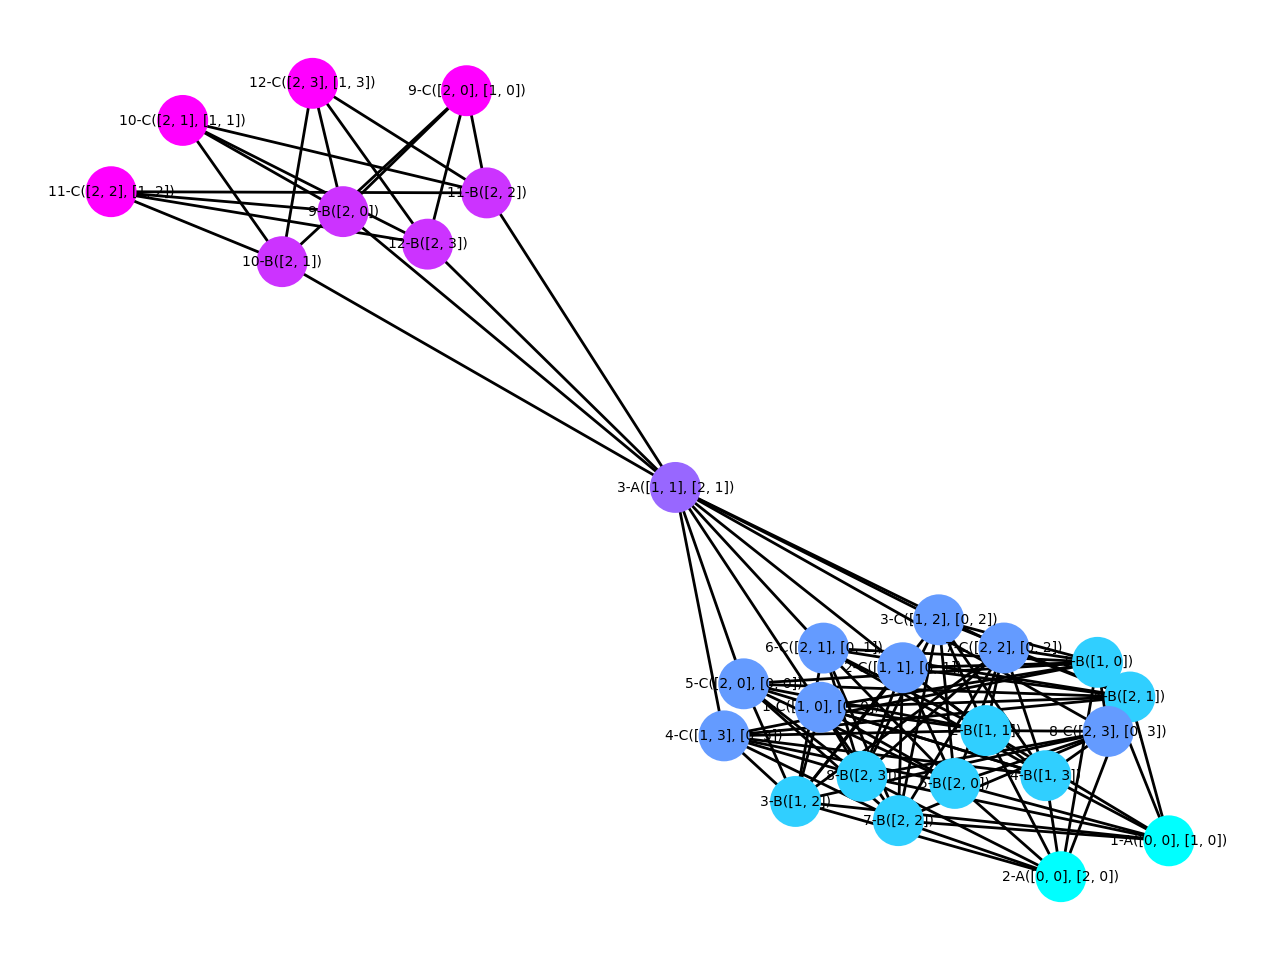 12-C([2, 3], [1, 3])
9-C([2, 0], [1, 0])
10-C([2, 1], [1, 1])
11-C([2, 2], [1, 2])
11-B([2, 2])
9-B([2, 0])
12-B([2, 3])
10-B([2, 1])
3-A([1, 1], [2, 1])
3-C([1, 2], [0, 2])
6-C([2, 1], [0, 1])
C([2, 2], [0, 2])
2-C([1, 1], [0, 1])
-B([1, 0])
5-C([2, 0], [0, 0])
-B([2, 1])
1-C([1, 0], [0, 0])
4-C([1, 3], [0, 3])
-B([1, 1])
8-C([2, 3], [0, 3])
8-B([2, 3])
4-B([1, 3])
5-B([2, 0])
3-B([1, 2])
7-B([2, 2])
1-A([0, 0], [1, 0])
2-A([0, 0], [2, 0])